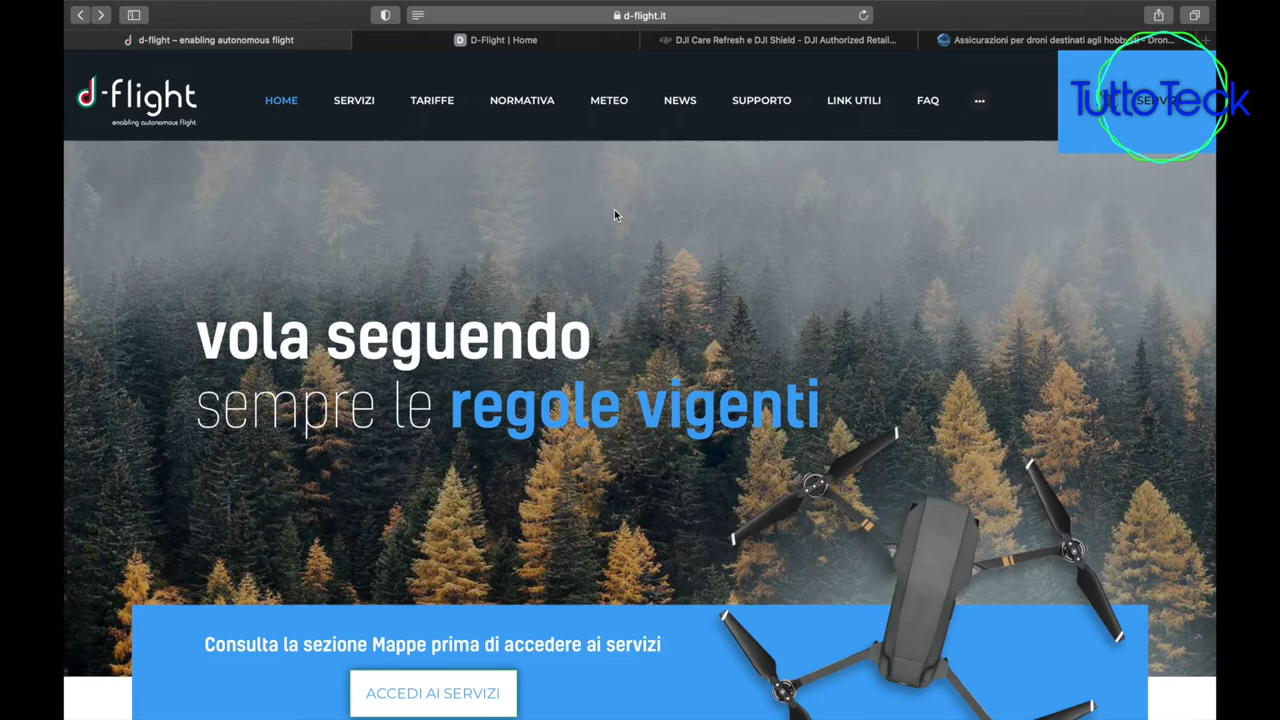 d-flight.it
d-flight – enabling autonomous flight
D-Flight | Home
DJI Care Refresh e DJI Shield - DJI Authorized Retail...
Assicurazioni per droni destinati agli hobbysti - Dron...
d-flight
enabling autonomous flight
HOME
SERVIZI
TARIFFE
NORMATIVA
METEO
NEWS
SUPPORTO
LINK UTILI
FAQ
TuttoTeck
vola seguendo
sempre le regole vigenti
Consulta la sezione Mappe prima di accedere ai servizi
ACCEDI AI SERVIZI